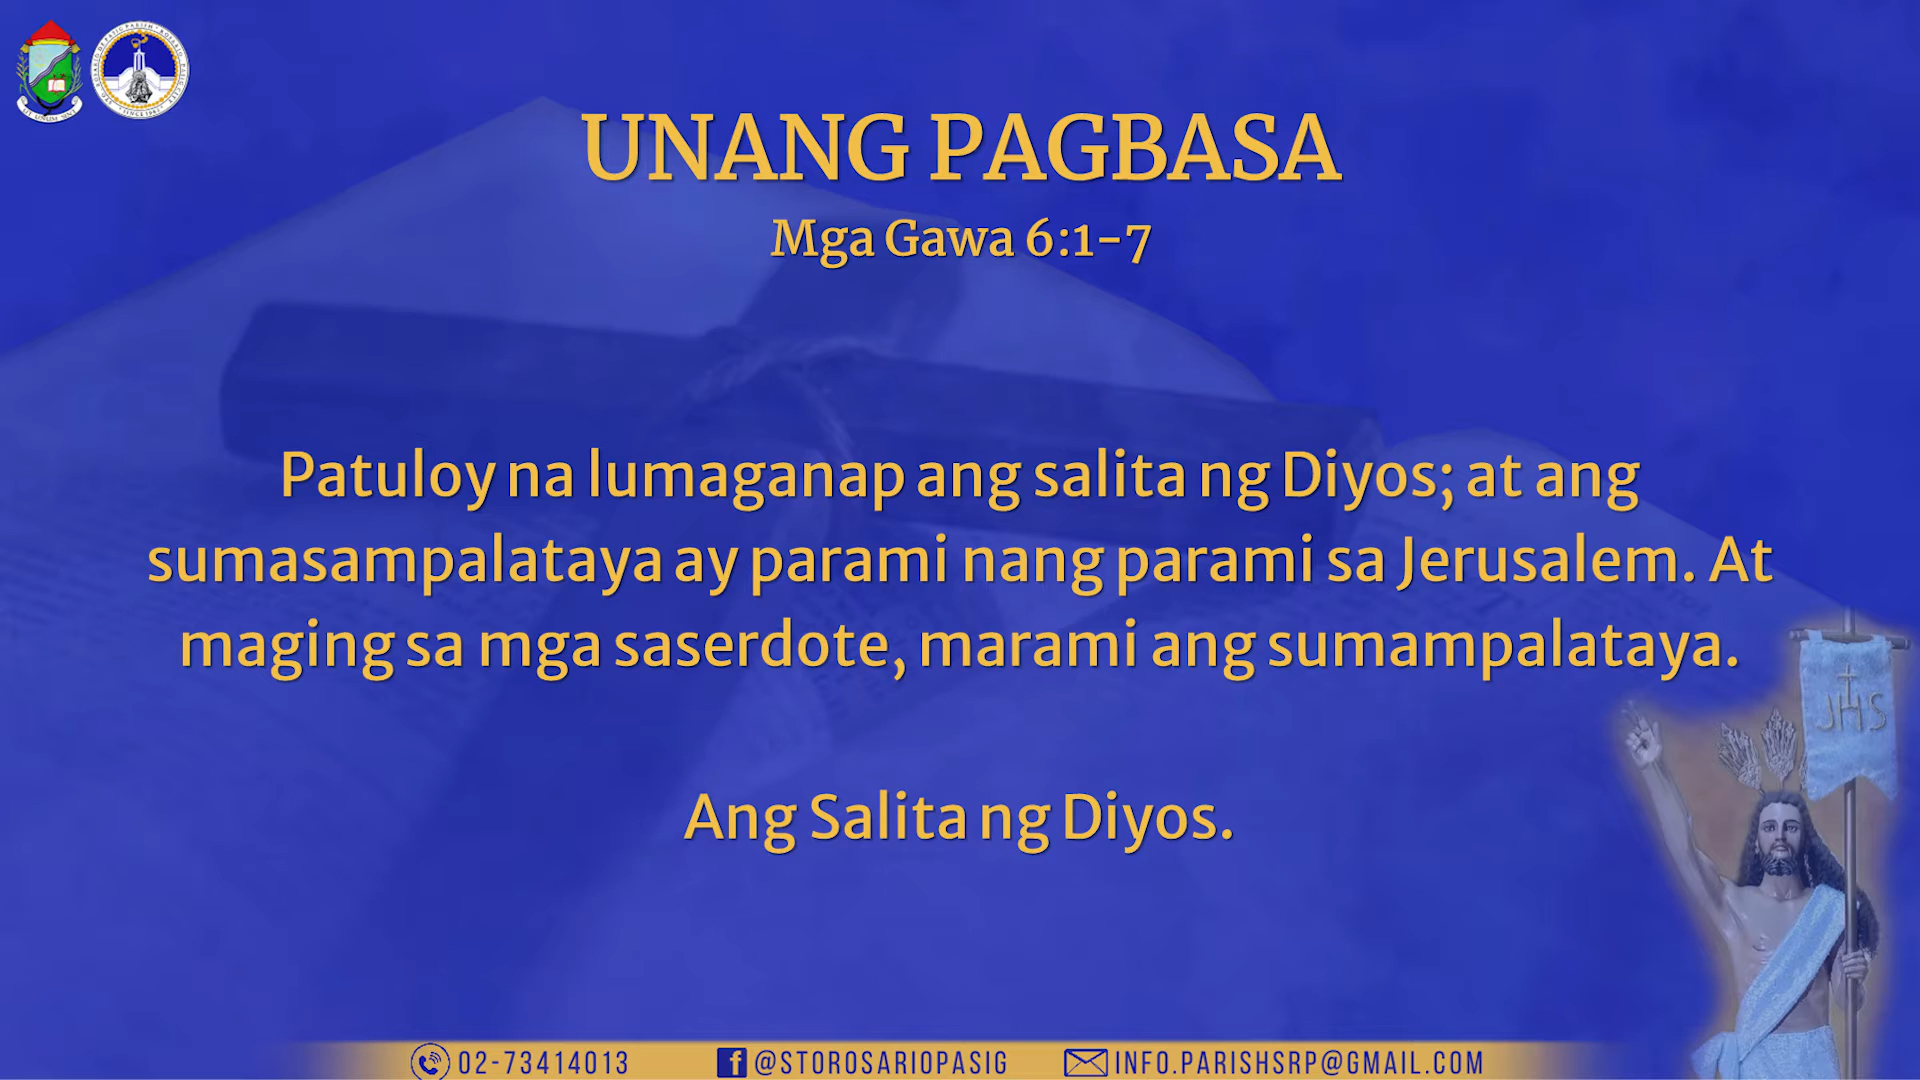 UNANG PAGBASA
Mga Gawa 6:1-7
Patuloy na lumaganap ang salita ng Diyos; at ang
sumasampalataya ay parami nang parami sa Jerusalem. At
maging sa mga saserdote, marami ang sumampalataya.
Ang Salita ng Diyos.
JHS
02-73414013
@STOROSARIOPASIG
INFO.PARISHSRP@GMAIL.COM